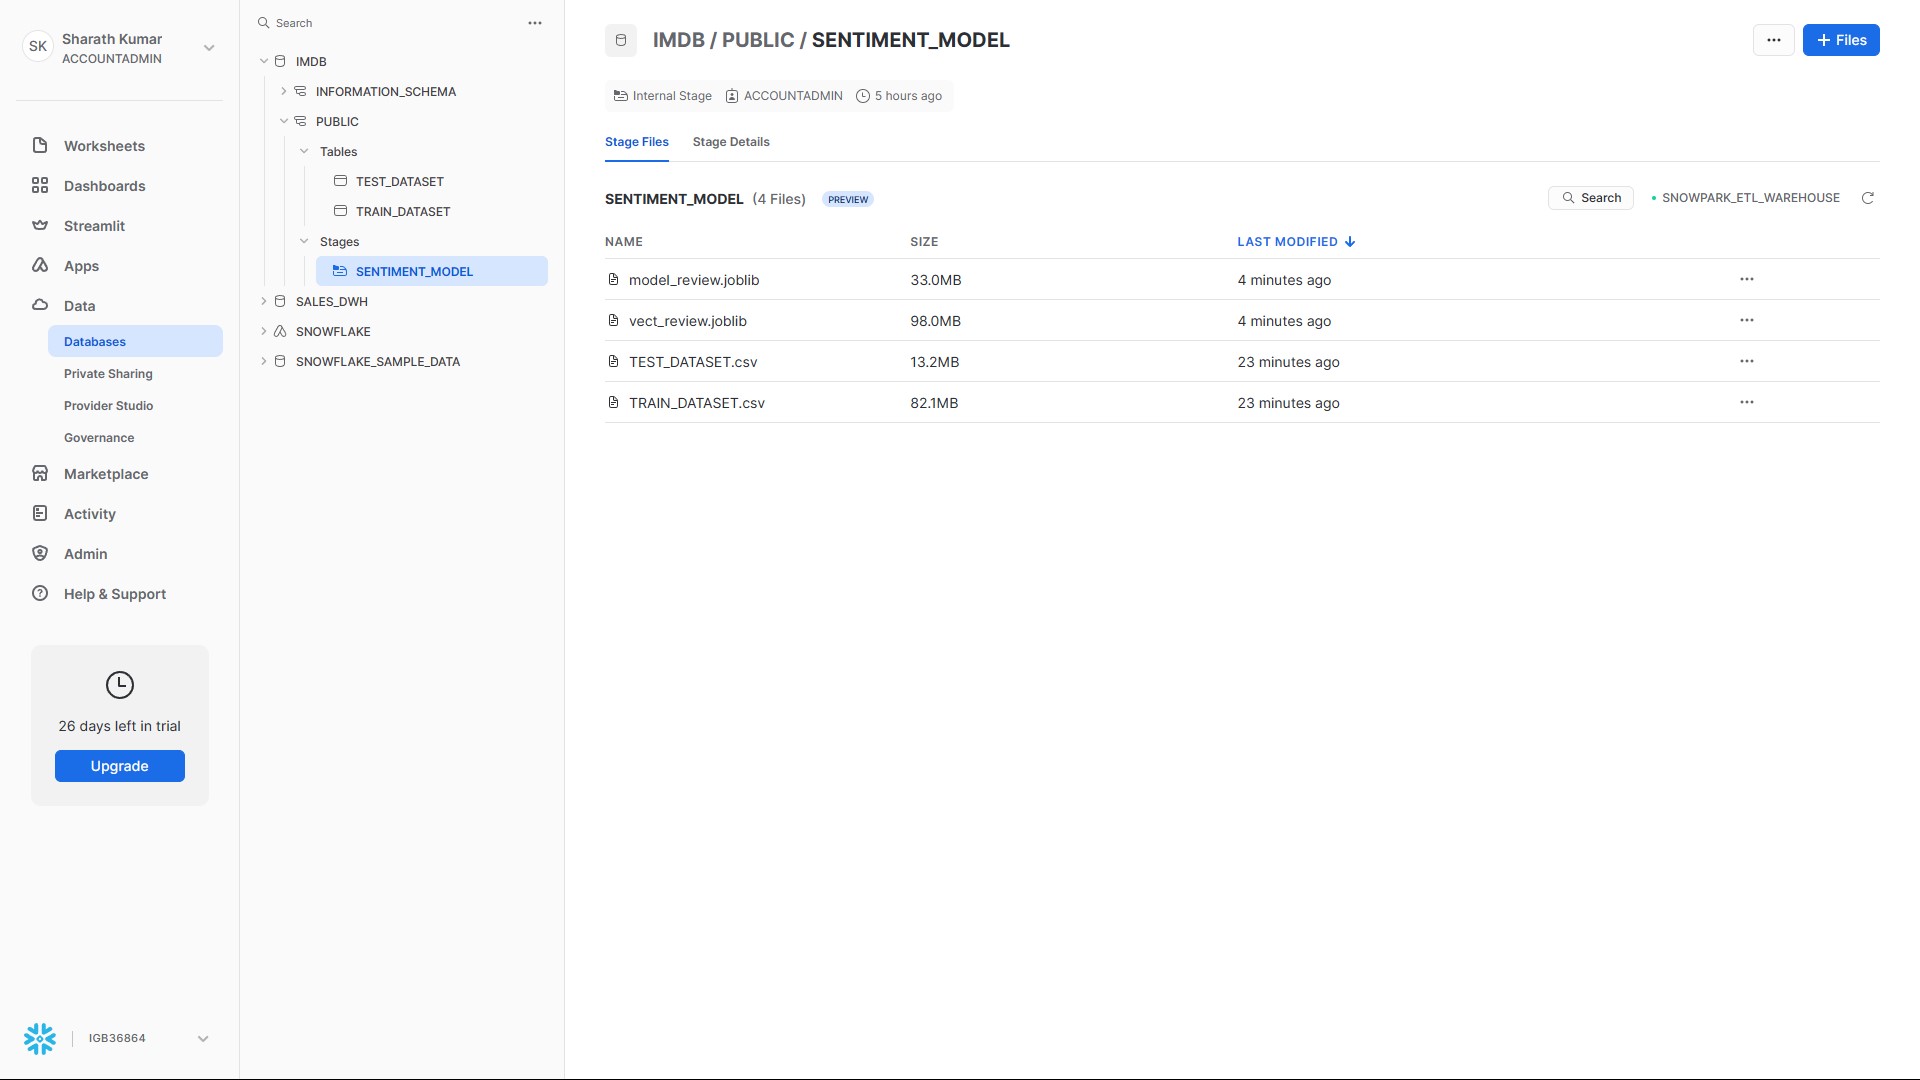 SK
Sharath Kumar
ACCOUNTADMIN
Worksheets
Dashboards
Streamlit
Apps
Data
Databases
Private Sharing
Provider Studio
Governance
Marketplace
Activity
Admin
Help & Support
26 days left in trial
Upgrade
IGB36864
Search
IMDB
INFORMATION_SCHEMA
PUBLIC
Tables
TEST_DATASET
TRAIN_DATASET
Stages
SENTIMENT_MODEL
SALES_DWH
SNOWFLAKE
SNOWFLAKE_SAMPLE_DATA
IMDB / PUBLIC / SENTIMENT_MODEL
+ Files
Internal Stage ACCOUNTADMIN 5 hours ago
Stage Files Stage Details
SENTIMENT_MODEL (4 Files) PREVIEW Search SNOWPARK_ETL_WAREHOUSE
NAME SIZE LAST MODIFIED
model_review.joblib 33.0MB 4 minutes ago
vect_review.joblib 98.0MB 4 minutes ago
TEST_DATASET.csv 13.2MB 23 minutes ago
TRAIN_DATASET.csv 82.1MB 23 minutes ago